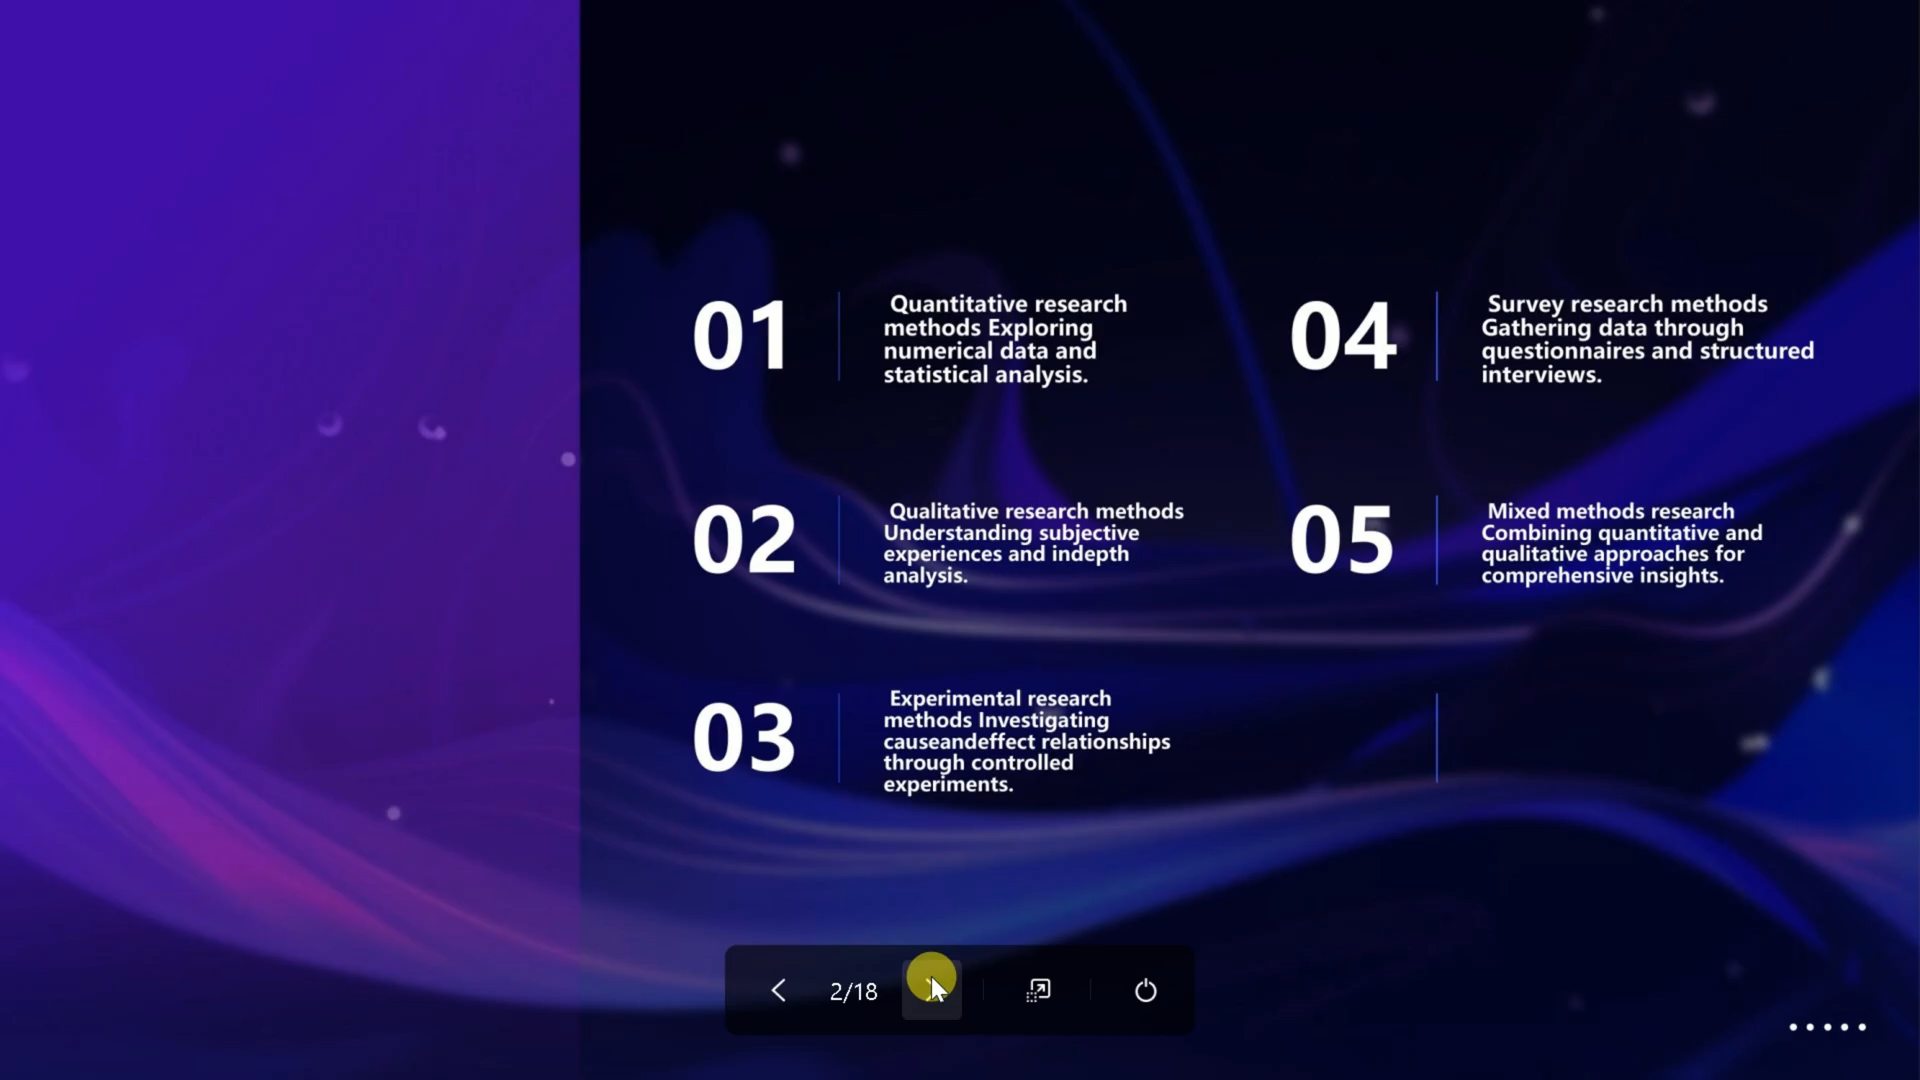 01
Quantitative research
methods Exploring
numerical data and
statistical analysis.
02
Qualitative research methods
Understanding subjective
experiences and indepth
analysis.
03
Experimental research
methods Investigating
causeandeffect relationships
through controlled
experiments.
04
Survey research methods
Gathering data through
questionnaires and structured
interviews.
05
Mixed methods research
Combining quantitative and
qualitative approaches for
comprehensive insights.
2/18